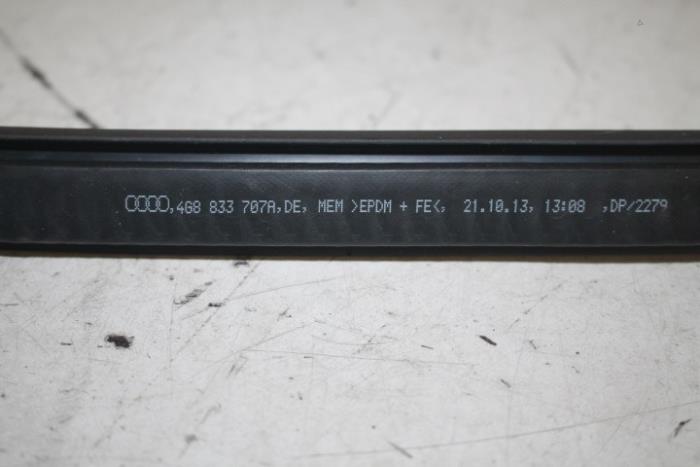 ,4G8 833 707A,DE, MEM >EPDM + FE<, 21.10.13, 13:08 ,DP/2279